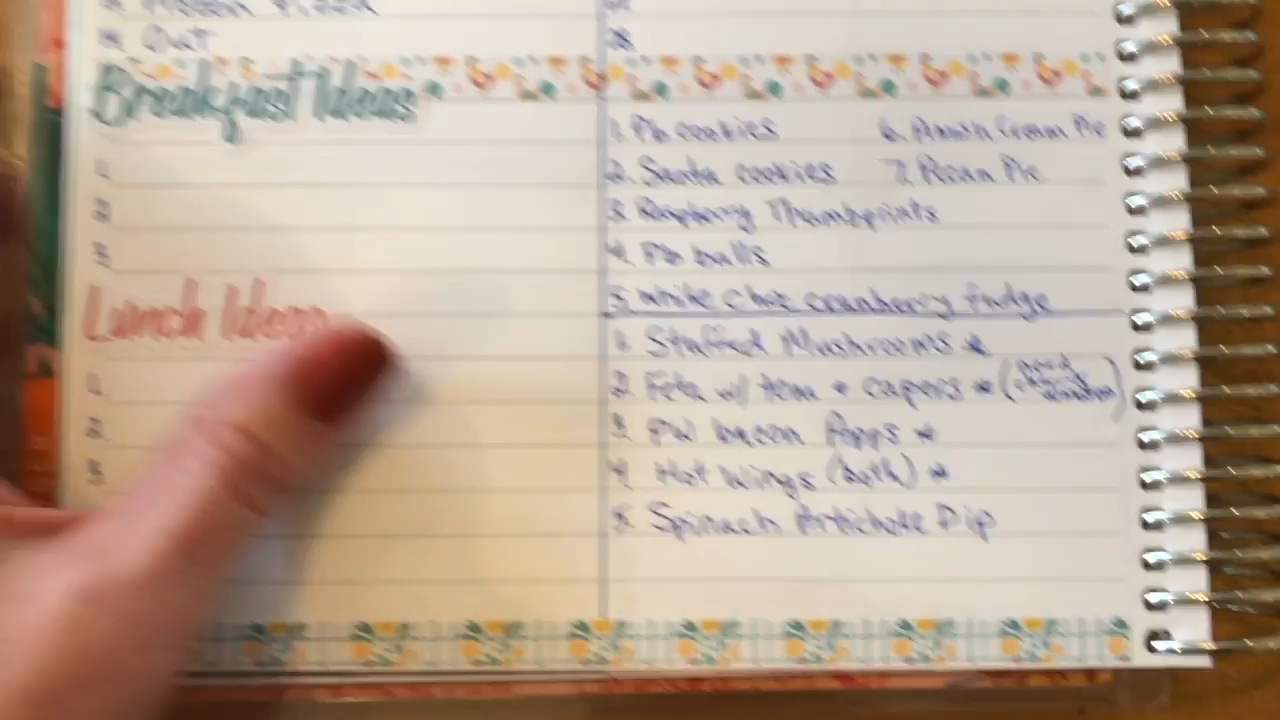 Out
Breakfast Ideas
1.
2.
3.
Lunch Ideas
1.
2.
3.
1. Pb cookies
2. Santa cookies
3. Raspberry Thumbprints
4. Pb balls
5. White choc cranberry fudge
6. Cream Pie
7. Pecan Pie
1. Stuffed Mushrooms *
2. Feta w/ tom + capers * (
3. PW bacon Apps *
4. Hot Wings (both) *
5. Spinach Artichoke Dip